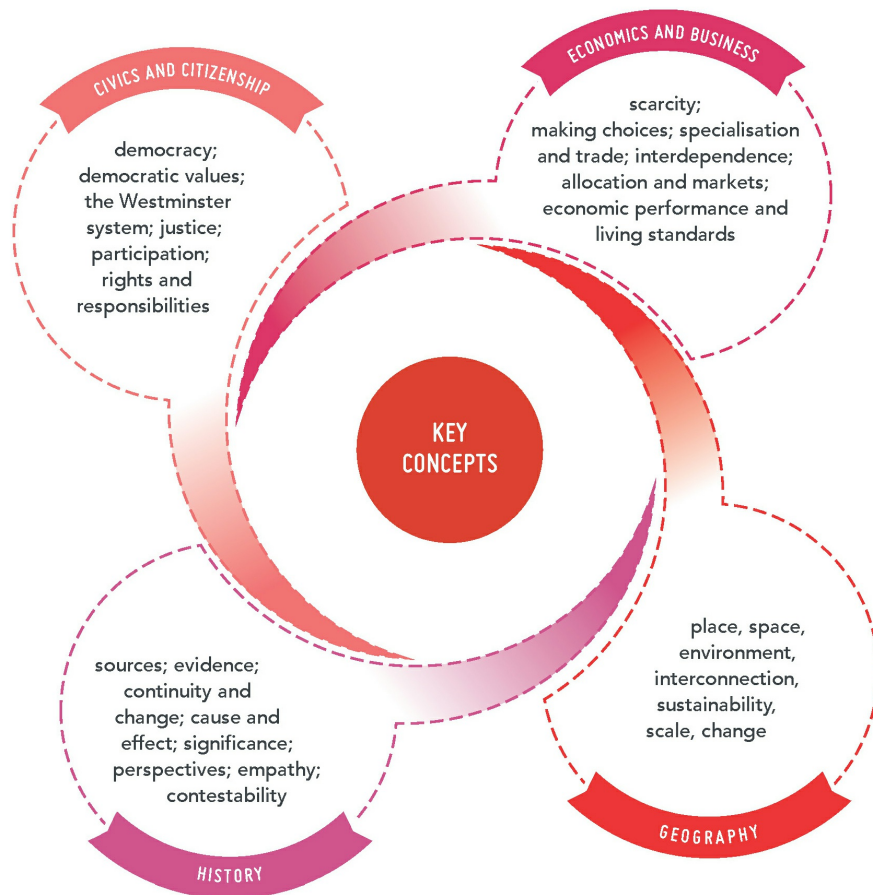 CIVICS AND CITIZENSHIP
democracy;
democratic values;
the Westminster
system; justice;
participation;
rights and
responsibilities
ECONOMICS AND BUSINESS
scarcity;
making choices; specialisation
and trade; interdependence;
allocation and markets;
economic performance and
living standards
KEY
CONCEPTS
sources; evidence;
continuity and
change; cause and
effect; significance;
perspectives; empathy;
contestability
HISTORY
place, space,
environment,
interconnection,
sustainability,
scale, change
GEOGRAPHY